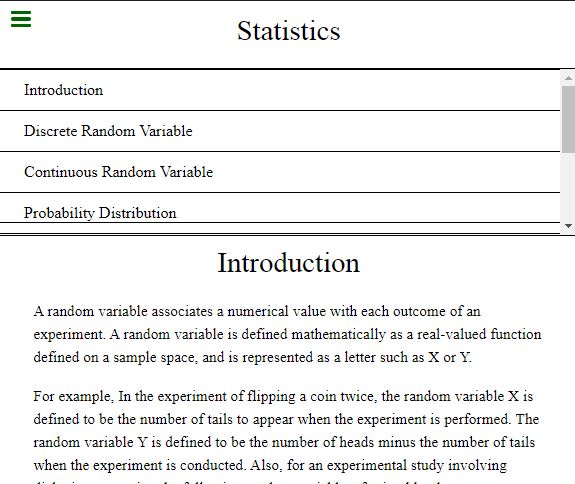 Statistics
Introduction
Discrete Random Variable
Continuous Random Variable
Probability Distribution
Introduction
A random variable associates a numerical value with each outcome of an
experiment. A random variable is defined mathematically as a real-valued function
defined on a sample space, and is represented as a letter such as X or Y.
For example, In the experiment of flipping a coin twice, the random variable X is
defined to be the number of tails to appear when the experiment is performed. The
random variable Y is defined to be the number of heads minus the number of tails
when the experiment is conducted. Also, for an experimental study involving